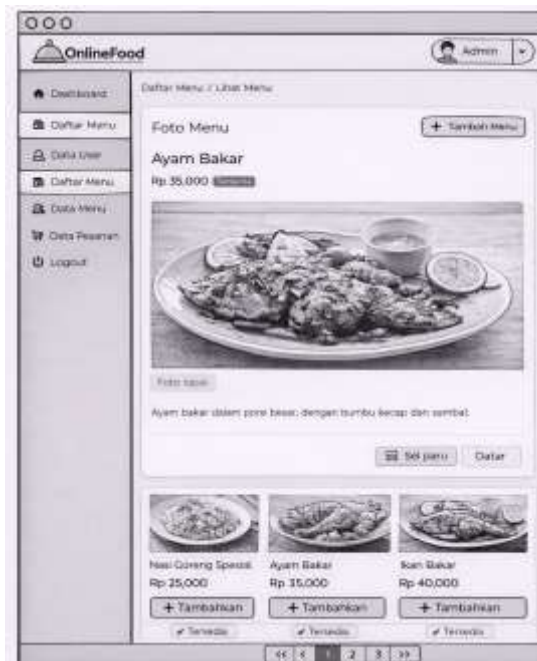 OnlineFood
Admin
Daftar Menu / Lihat Menu
Dashboard
Daftar Menu
Data User
Daftar Menu
Data Menu
Data Pesanan
Logout
Foto Menu
+ Tambah Menu
Ayam Bakar
Rp 35,000
Ayam bakar dalam porsi besar, dengan bumbu kecap dan sambal.
Sel paru
Datar
Nasi Goreng Spesial
Ayam Bakar
Ikan Bakar
Rp 25,000
Rp 35,000
Rp 40,000
+ Tambahkan
+ Tambahkan
+ Tambahkan
✔ Tersedia
✔ Tersedia
✔ Tersedia
<< < 1 2 3 >>